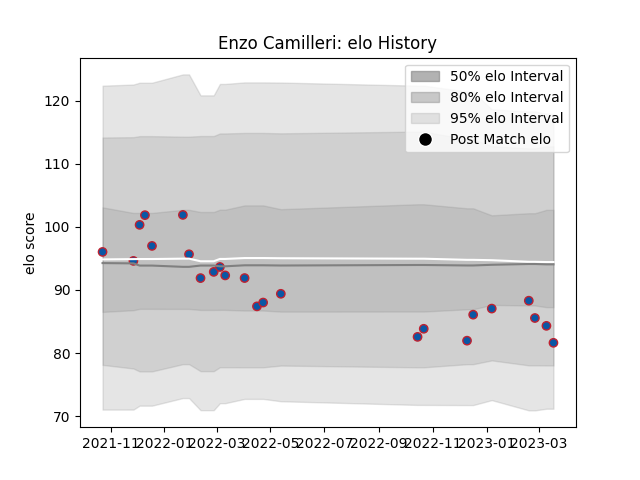 Enzo Camilleri: elo History
50% elo Interval
80% elo Interval
95% elo Interval
Post Match elo
elo score
120
110
100
90
80
70
2021-11 2022-01 2022-03 2022-05 2022-07 2022-09 2022-11 2023-01 2023-03